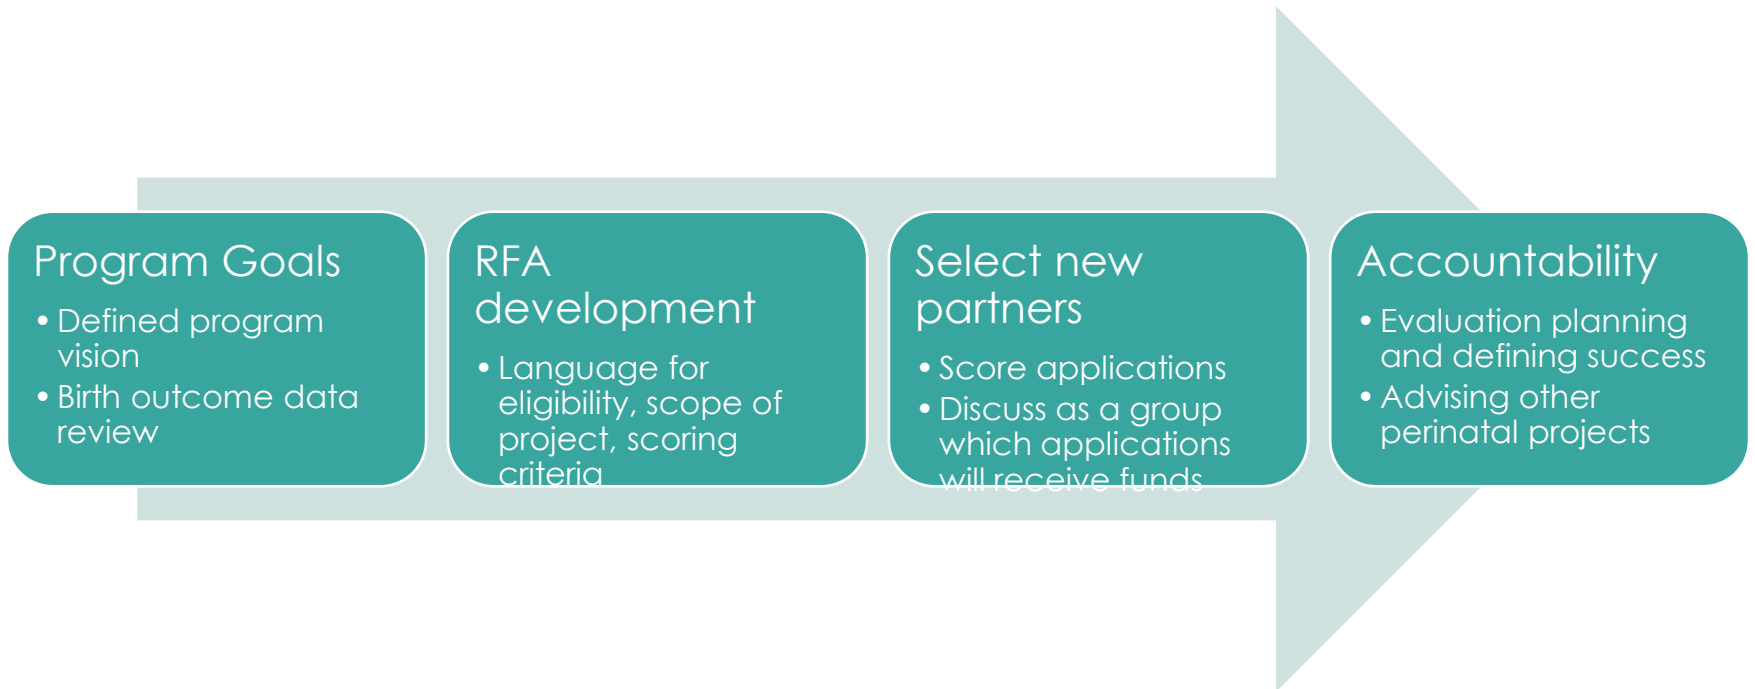 Program Goals
• Defined program
vision
• Birth outcome data
review
RFA
development
• Language for
eligibility, scope of
project, scoring
criteria
Select new
partners
• Score applications
• Discuss as a group
which applications
will receive funds
Accountability
• Evaluation planning
and defining success
• Advising other
perinatal projects